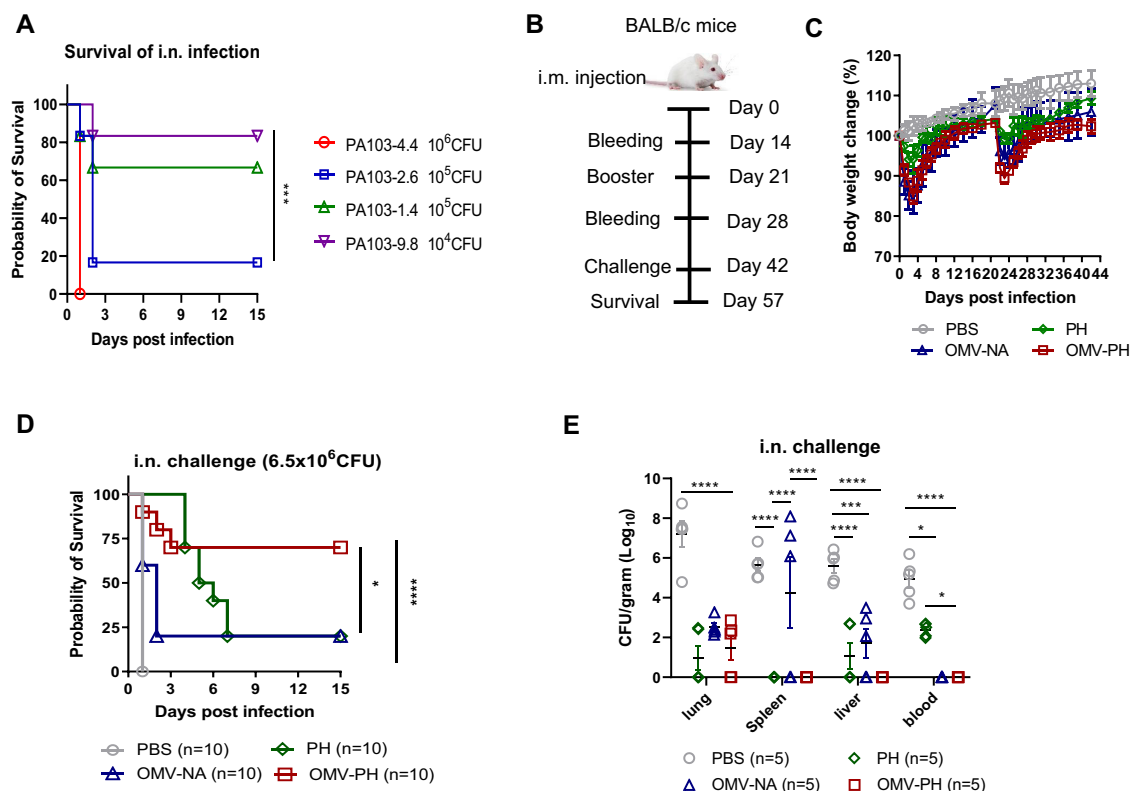 A
Survival of i.n. infection
Probability of Survival
100
80
60
40
20
0
0 3 6 9 12 15
Days post infection
***
PA103-4.4 10⁶CFU
PA103-2.6 10⁵CFU
PA103-1.4 10⁵CFU
PA103-9.8 10⁴CFU
B
BALB/c mice
i.m. injection
Day 0
Bleeding Day 14
Booster Day 21
Bleeding Day 28
Challenge Day 42
Survival Day 57
C
Body weight change (%)
120
110
100
90
80
70
0 4 8 12 16 20 24 28 32 36 40 44
Days post infection
PBS PH
OMV-NA OMV-PH
D
i.n. challenge (6.5x10⁶CFU)
Probability of Survival
100
75
50
25
0
0 3 6 9 12 15
Days post infection
*
****
PBS (n=10) PH (n=10)
OMV-NA (n=10) OMV-PH (n=10)
E
i.n. challenge
CFU/gram (Log₁₀)
10
8
6
4
2
0
**** **** **** **** **** *** **** **** * *
lung Spleen liver blood
PBS (n=5) PH (n=5)
OMV-NA (n=5) OMV-PH (n=5)